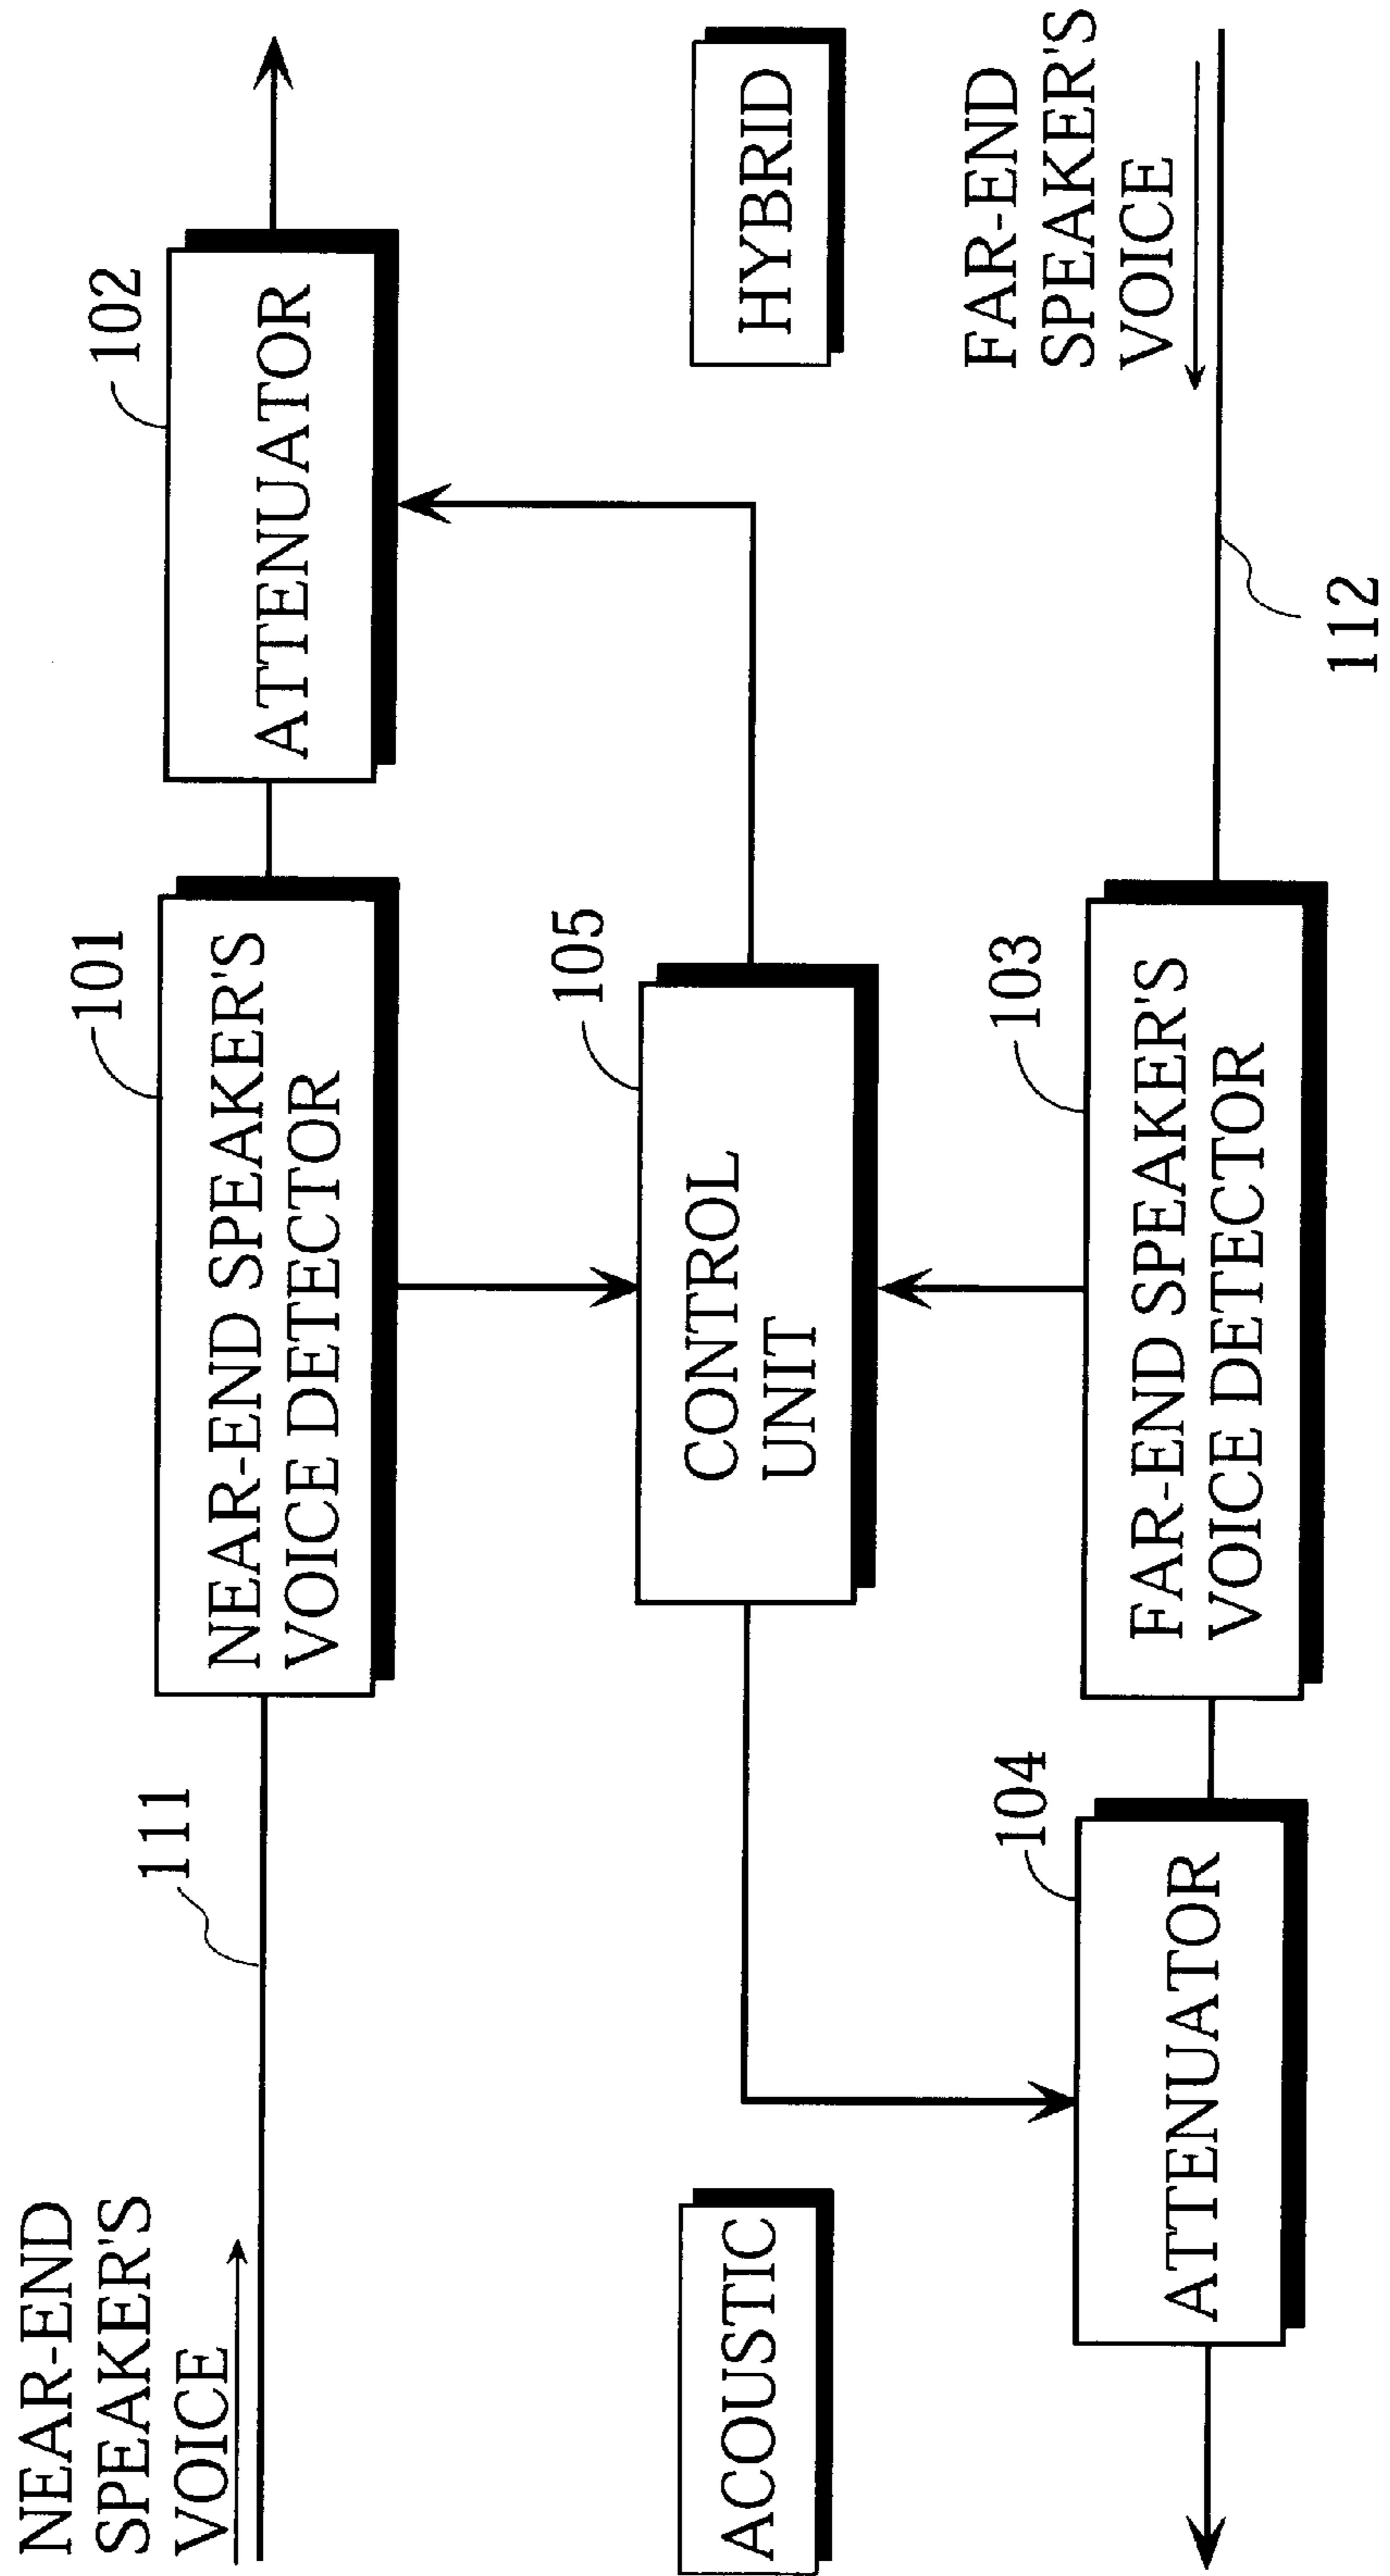 NEAR-END
SPEAKER'S
VOICE
111
101
NEAR-END SPEAKER'S
VOICE DETECTOR
102
ATTENUATOR
ACOUSTIC
105
CONTROL
UNIT
HYBRID
104
ATTENUATOR
103
FAR-END SPEAKER'S
VOICE DETECTOR
FAR-END
SPEAKER'S
VOICE
112